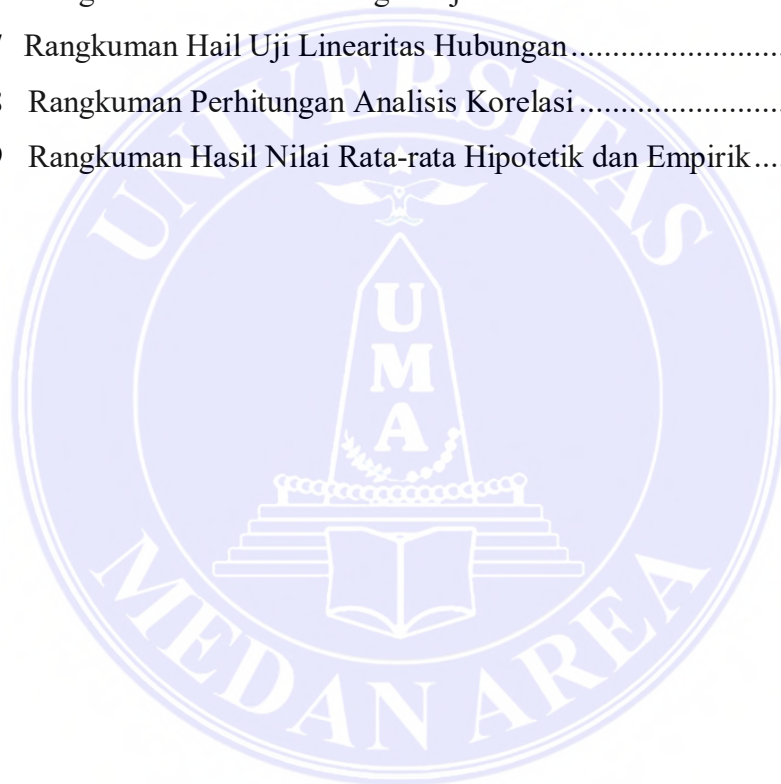 7 Rangkuman Hail Uji Linearitas Hubungan........................
Rangkuman Perhitungan Analisis Korelasi........................
9 Rangkuman Hasil Nilai Rata-rata Hipotetik dan Empirik....
UNIVERSITAS
U
M
A
MEDAN AREA